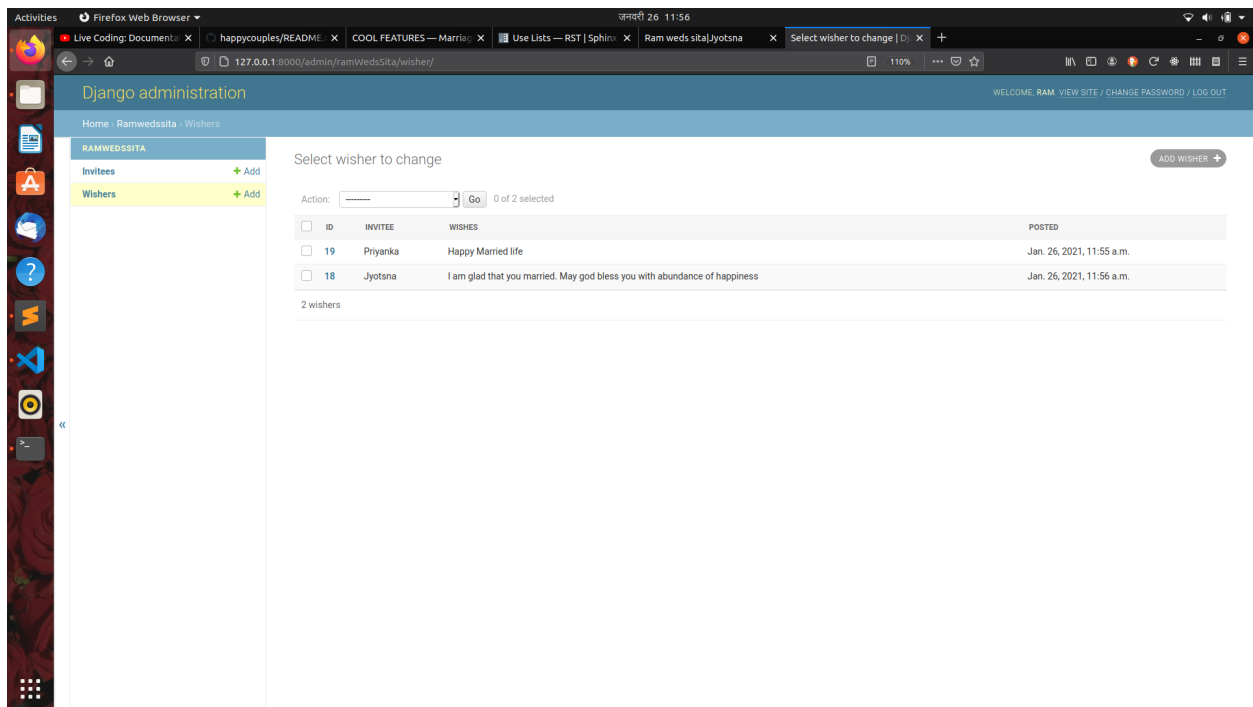 Activities Firefox Web Browser जनवरी 26 11:56
Live Coding: Documenta happycouples/README. COOL FEATURES — Marriag Use Lists — RST | Sphinx Ram weds sita|Jyotsna Select wisher to change | Dj
127.0.0.1:8000/admin/ramWedsSita/wisher/ 110%
Django administration WELCOME, RAM. VIEW SITE / CHANGE PASSWORD / LOG OUT
Home › Ramwedssita › Wishers
RAMWEDSSITA
Invitees + Add
Wishers + Add
Select wisher to change ADD WISHER +
Action: --------- Go 0 of 2 selected
ID INVITEE WISHES POSTED
19 Priyanka Happy Married life Jan. 26, 2021, 11:55 a.m.
18 Jyotsna I am glad that you married. May god bless you with abundance of happiness Jan. 26, 2021, 11:56 a.m.
2 wishers
«